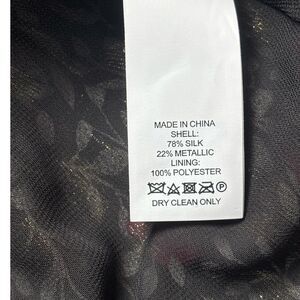 MADE IN CHINA
SHELL:
78% SILK
22% METALLIC
LINING:
100% POLYESTER
P
DRY CLEAN ONLY